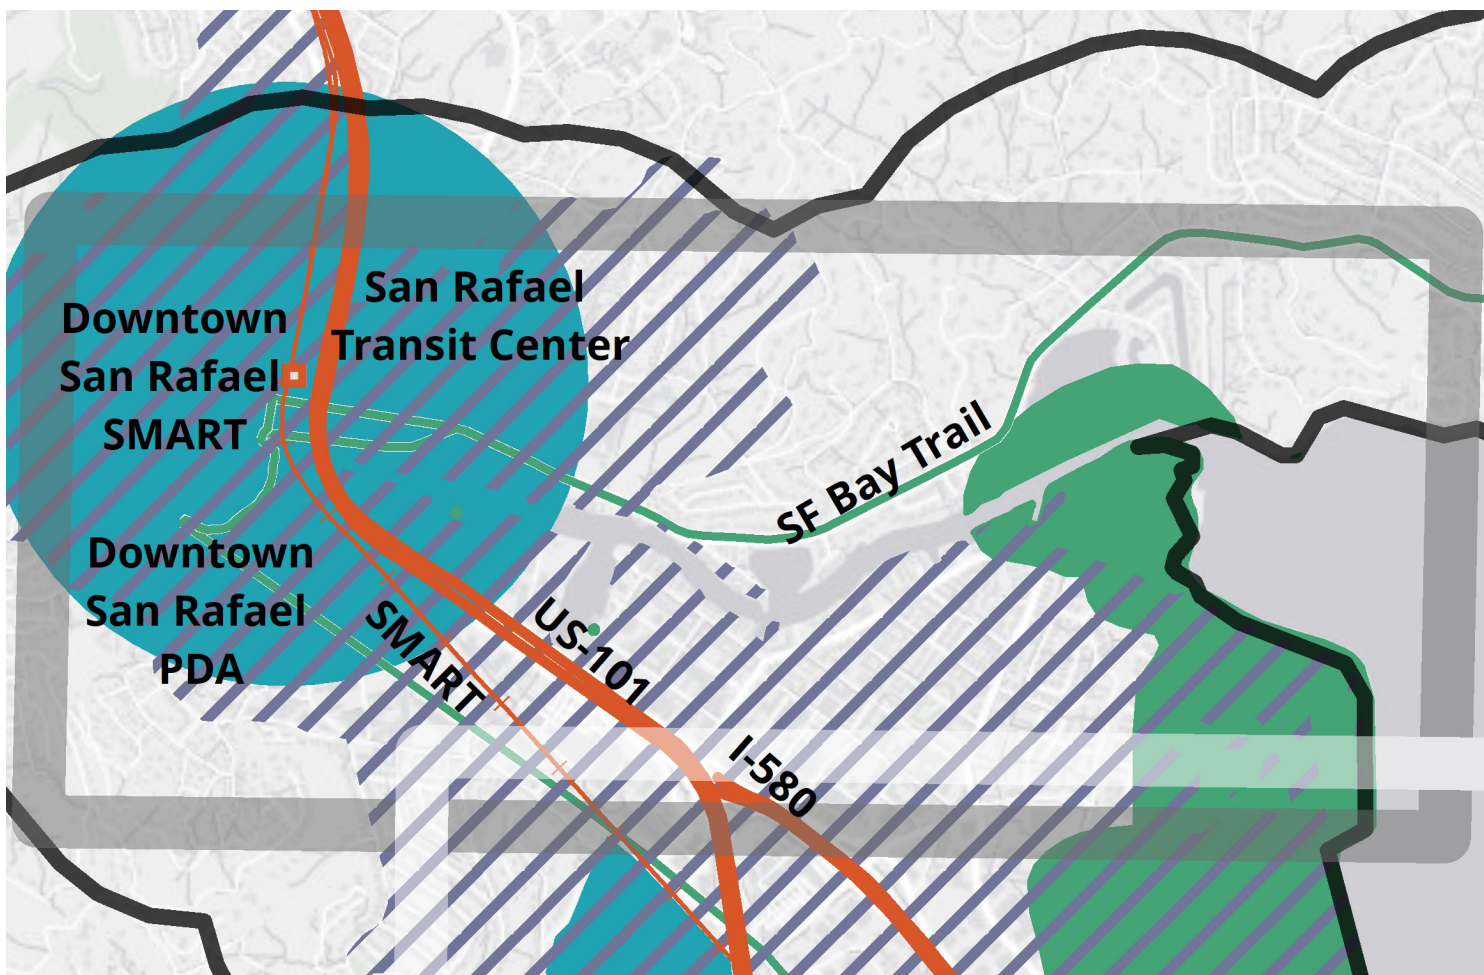 San Rafael
Transit Center
Downtown
San Rafael
SMART
SF Bay Trail
Downtown
San Rafael
PDA
SMART
US-101
I-580